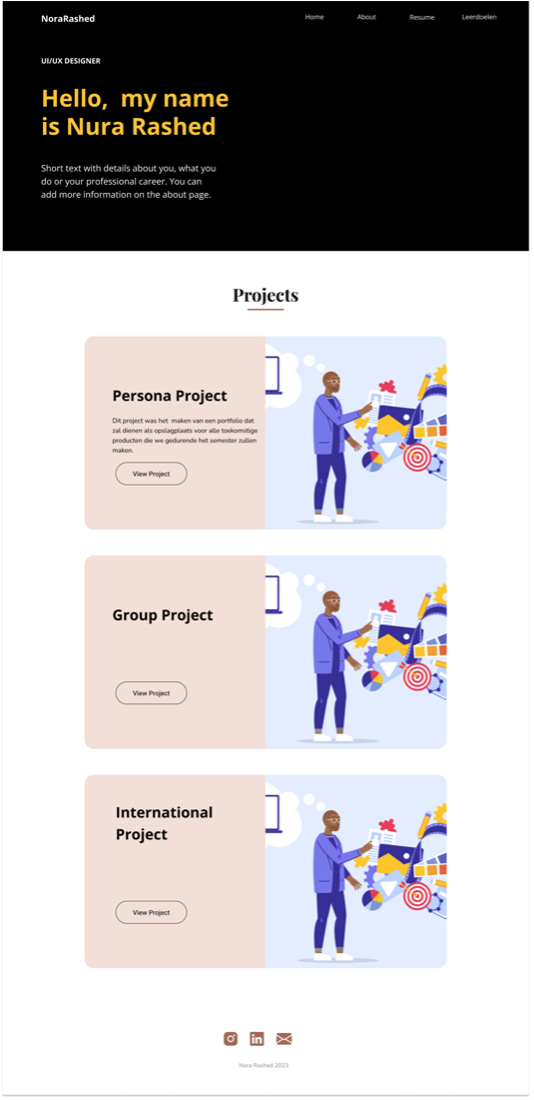 NoraRashed
Home About Resume Leerdoelen
UI/UX DESIGNER
Hello, my name
is Nura Rashed
Short text with details about you, what you
do or your professional career. You can
add more information on the about page.
Projects
Persona Project
Dit project was het maken van een portfolio dat
zal dienen als opslagplaats voor alle toekomstige
producten die we gedurende het semester zullen
maken.
View Project
Group Project
View Project
International
Project
View Project
Nora Rashed 2023